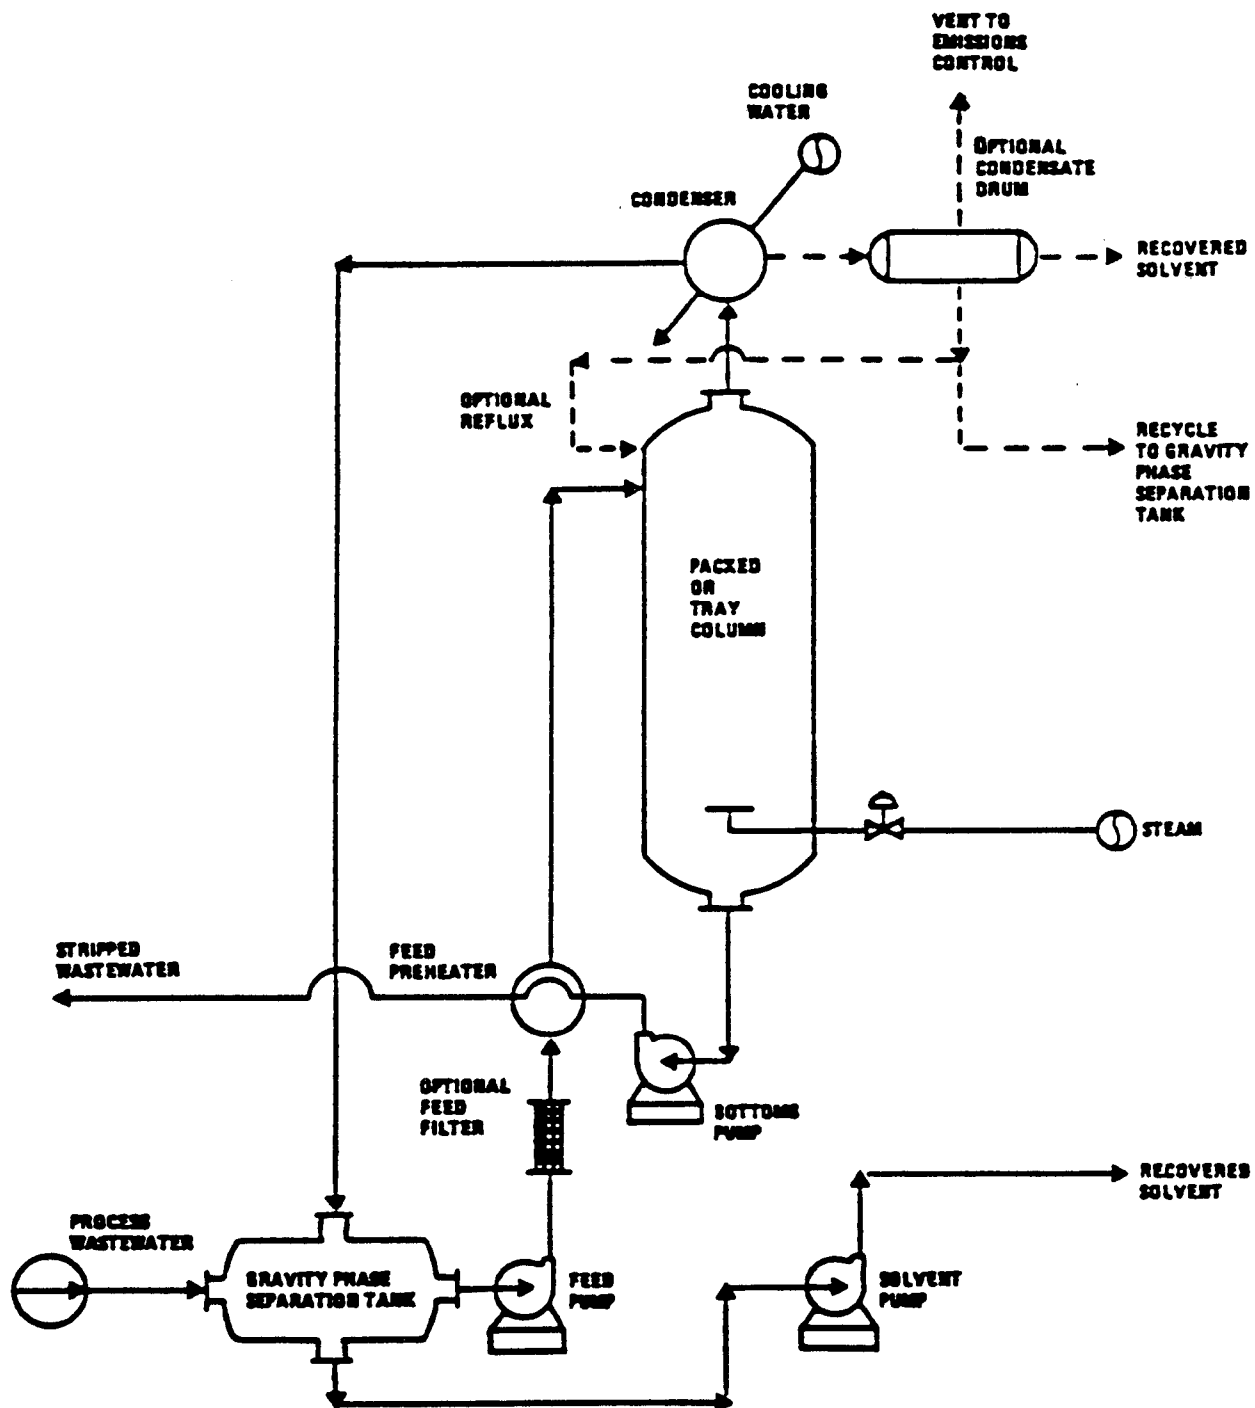 VENT TO
EMISSIONS
CONTROL
COOLING
WATER
OPTIONAL
CONDENSATE
DRUM
CONDENSER
RECOVERED
SOLVENT
OPTIONAL
REFLUX
RECYCLE
TO GRAVITY
PHASE
SEPARATION
TANK
PACKED
OR
TRAY
COLUMN
STEAM
STRIPPED
WASTEWATER
FEED
PREHEATER
OPTIONAL
FEED
FILTER
BOTTOMS
PUMP
RECOVERED
SOLVENT
PROCESS
WASTEWATER
GRAVITY PHASE
SEPARATION TANK
FEED
PUMP
SOLVENT
PUMP